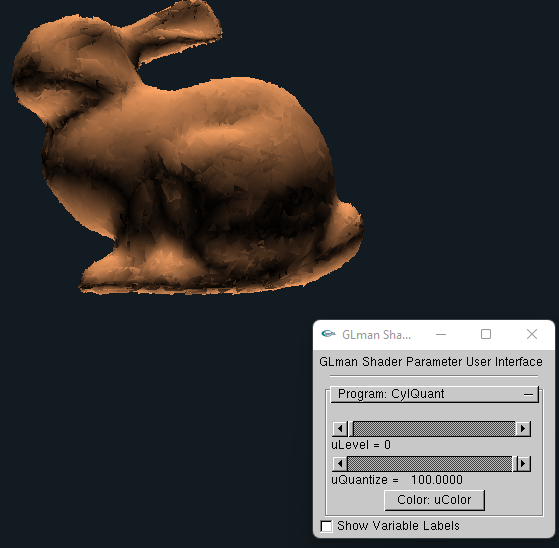 GLman Sha...
GLman Shader Parameter User Interface
Program: CylQuant
uLevel = 0
uQuantize = 100.0000
Color: uColor
Show Variable Labels